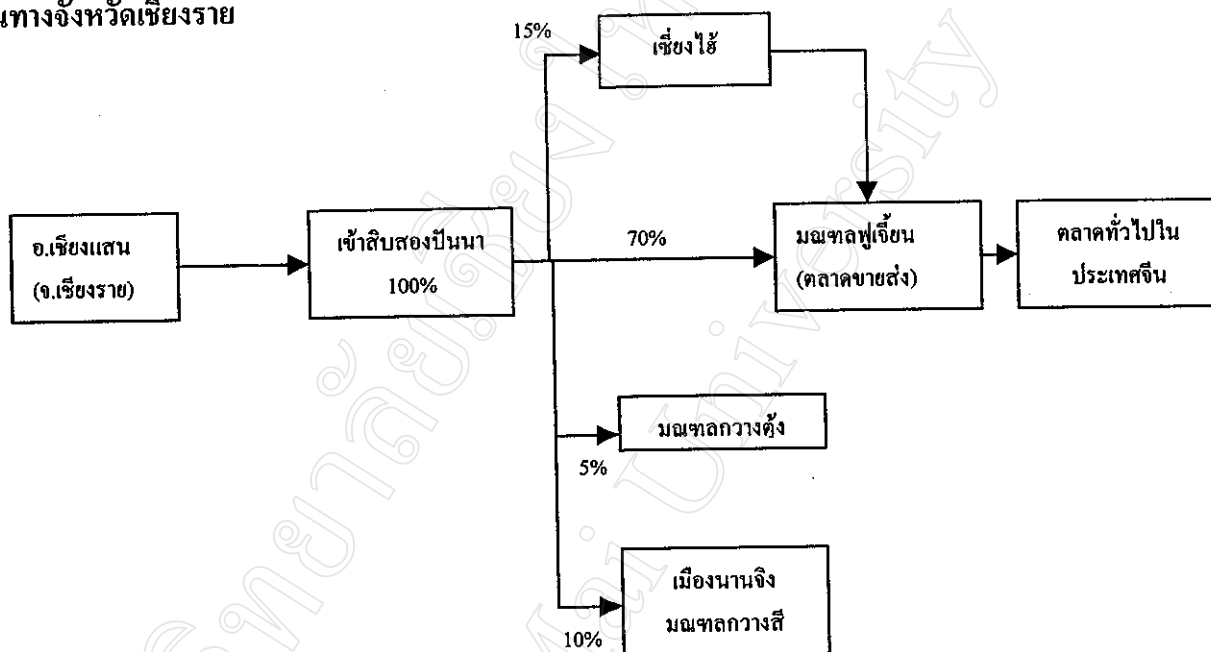 นทางจังหวัดเชียงราย
15%
เซี่ยงไฮ้
อ.เชียงแสน
(จ.เชียงราย)
เข้าสิบสองปันนา
100%
70%
มณฑลฟูเจี้ยน
(ตลาดขายส่ง)
ตลาดทั่วไปใน
ประเทศจีน
มณฑลกวางตุ้ง
5%
เมืองนานจิง
มณฑลกวางสี
10%
Mai University